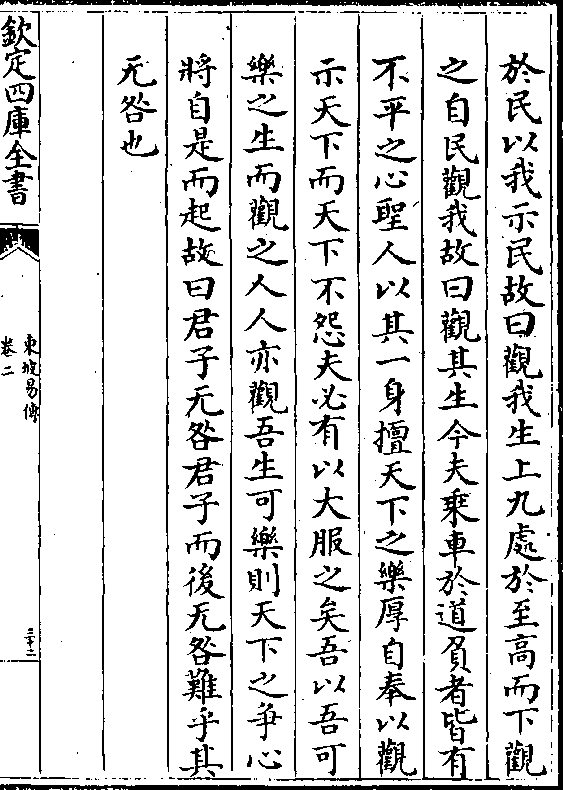 於民以我示民故曰觀我生上九處於至高而下觀
之自民觀我故曰觀其生今夫乘車於道負者皆有
不平之心聖人以其一身擅天下之樂厚自奉以觀
示天下而天下不怨夫必有以大服之矣吾以吾可
樂之生而觀之人人亦觀吾生可樂則天下之爭心
將自是而起故曰君子无咎君子而後无咎難乎其
无咎也
欽定四庫全書
東坡易傳
卷二
三十二